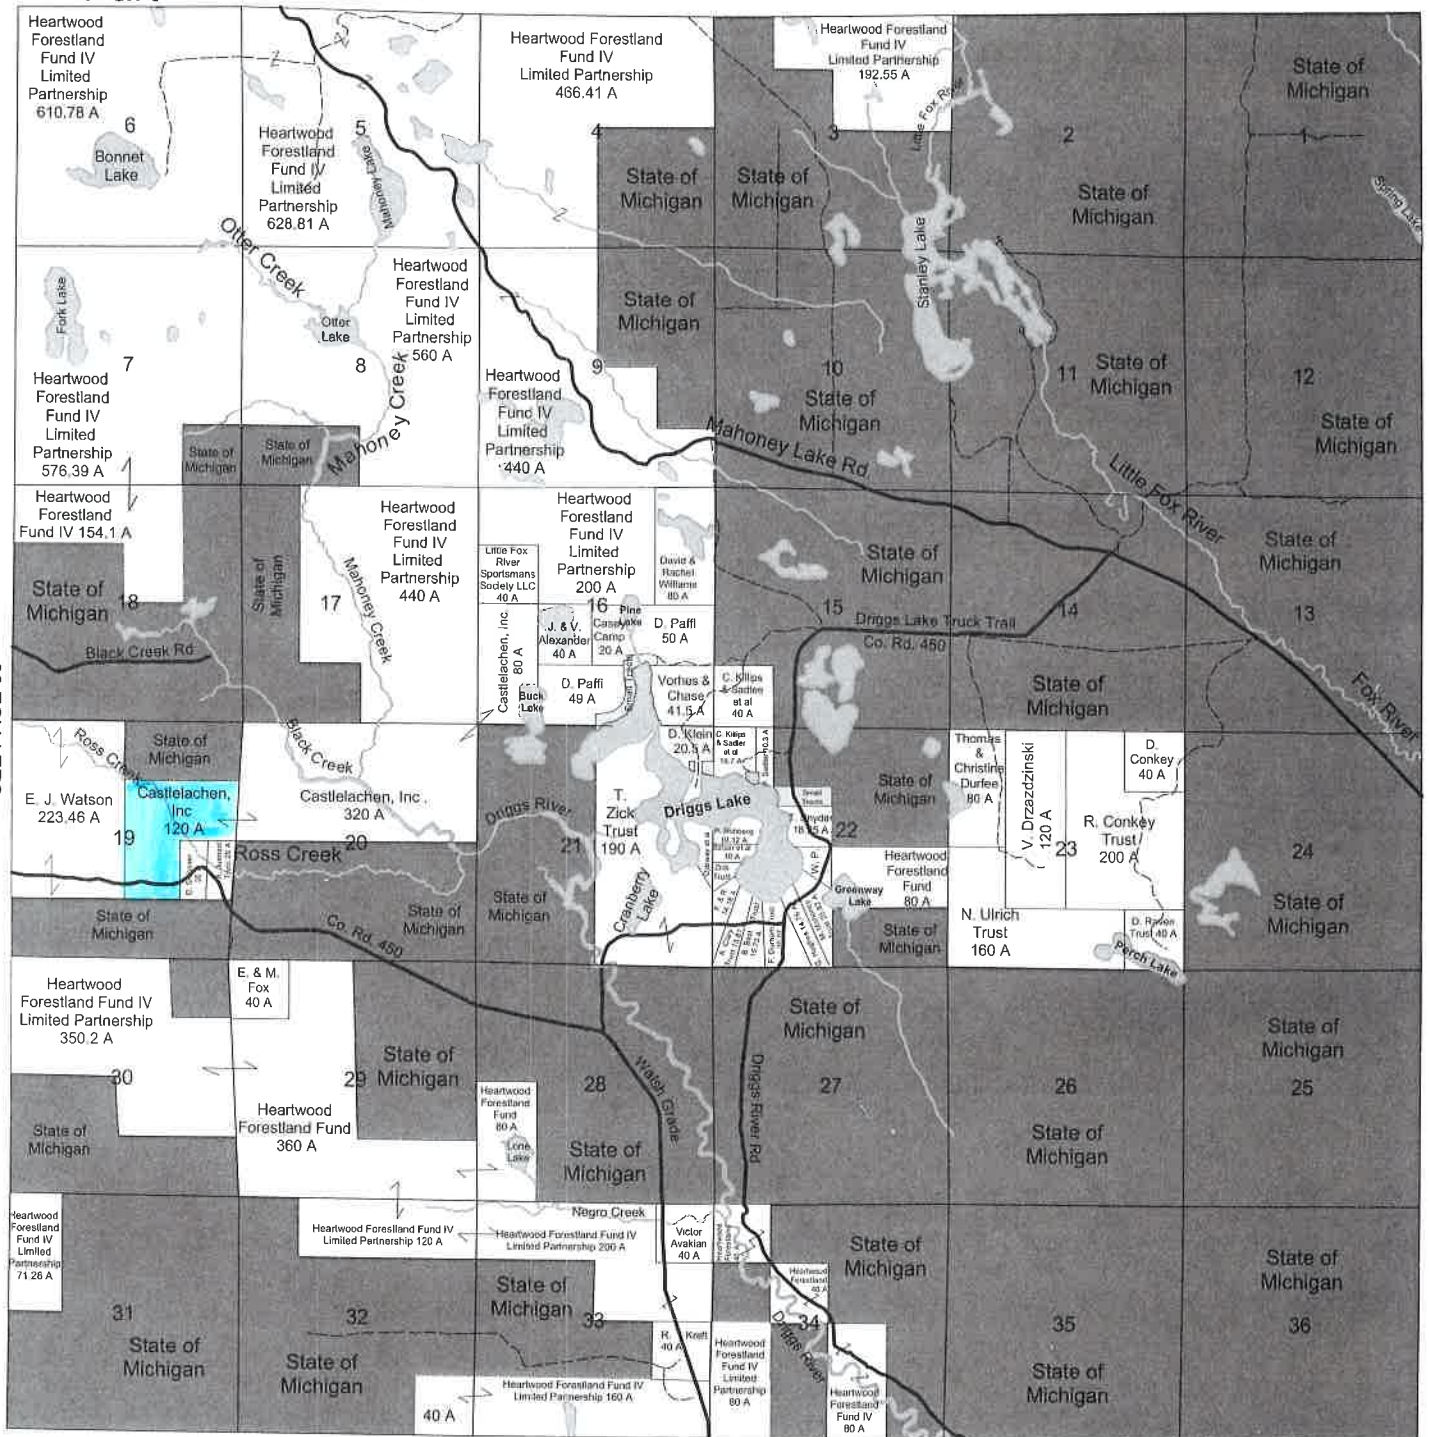 Heartwood
Forestland
Fund IV
Limited
Partnership
610.78 A
6
Bonnet
Lake
Heartwood
Forestland
Fund IV
Limited
Partnership
628.81 A
5
Mahoney Lake
Heartwood Forestland
Fund IV
Limited Partnership
466.41 A
4
State of
Michigan
Heartwood Forestland
Fund IV
Limited Partnership
192.55 A
3
State of
Michigan
Little Fox River
2
State of
Michigan
State of
Michigan
1
Spring Lake
Otter Creek
Fork Lake
7
Heartwood
Forestland
Fund IV
Limited
Partnership
576.39 A
State of
Michigan
Otter
Lake
8
Heartwood
Forestland
Fund IV
Limited
Partnership
560 A
Mahoney Creek
State of
Michigan
State of
Michigan
9
Heartwood
Forestland
Fund IV
Limited
Partnership
440 A
Stanley Lake
10
State of
Michigan
Mahoney Lake Rd
11
State of
Michigan
12
State of
Michigan
Little Fox River
Heartwood
Forestland
Fund IV 154.1 A
State of
Michigan
18
Black Creek Rd
State of
Michigan
17
Mahoney Creek
Heartwood
Forestland
Fund IV
Limited
Partnership
440 A
Black Creek
Little Fox
River
Sportsmans
Society LLC
40 A
Heartwood
Forestland
Fund IV
Limited
Partnership
200 A
David &
Rachel
Williams
80 A
16
Castlelachen, Inc.
80 A
J. & V.
Alexander
40 A
Casey
Camp
20 A
Pine
Lake
D. Paffi
50 A
D. Paffi
49 A
Buck
Lake
Small Tracts
Vorhes &
Chase
41.5 A
C. Killips
& Sadlee
et al
40 A
State of
Michigan
15
Driggs Lake Truck Trail
Co. Rd. 450
14
State of
Michigan
State of
Michigan
13
Fox River
Ross Creek
E. J. Watson
223.46 A
19
State of
Michigan
Castlelachen,
Inc
120 A
State of
Michigan
Castlelachen, Inc.
320 A
20
Ross Creek
State of
Michigan
Co. Rd. 450
Driggs River
21
State of
Michigan
T.
Zick
Trust
190 A
Cranberry
Lake
D. Klein
20.5 A
C. Killips
& Sadler
et al
Driggs Lake
Small
Tracts
W. P.
22
State of
Michigan
Greenway
Lake
Heartwood
Forestland
Fund
80 A
State of
Michigan
Thomas
&
Christine
Durfee
80 A
V. Drzazdzinski
120 A
23
D.
Conkey
40 A
R. Conkey
Trust
200 A
N. Ulrich
Trust
160 A
D. Raven
Trust 40 A
Perch Lake
24
State of
Michigan
Heartwood
Forestland Fund IV
Limited Partnership
350.2 A
30
State of
Michigan
E. & M.
Fox
40 A
29
State of
Michigan
Heartwood
Forestland Fund
360 A
Heartwood
Forestland
Fund
80 A
Lone
Lake
28
State of
Michigan
Walsh Grade
Driggs River Rd
State of
Michigan
27
26
State of
Michigan
State of
Michigan
25
Heartwood
Forestland
Fund IV
Limited
Partnership
71.26 A
31
State of
Michigan
Heartwood Forestland Fund IV
Limited Partnership 120 A
32
State of
Michigan
40 A
Negro Creek
Heartwood Forestland Fund IV
Limited Partnership 200 A
State of
Michigan
33
Victor
Avakian
40 A
R. Kreft
40 A
Heartwood Forestland Fund IV
Limited Partnership 160 A
Heartwood
Forestland
40 A
34
Driggs River
Heartwood
Forestland
Fund IV
Limited
Partnership
80 A
Heartwood
Forestland
Fund IV
80 A
State of
Michigan
35
State of
Michigan
State of
Michigan
36